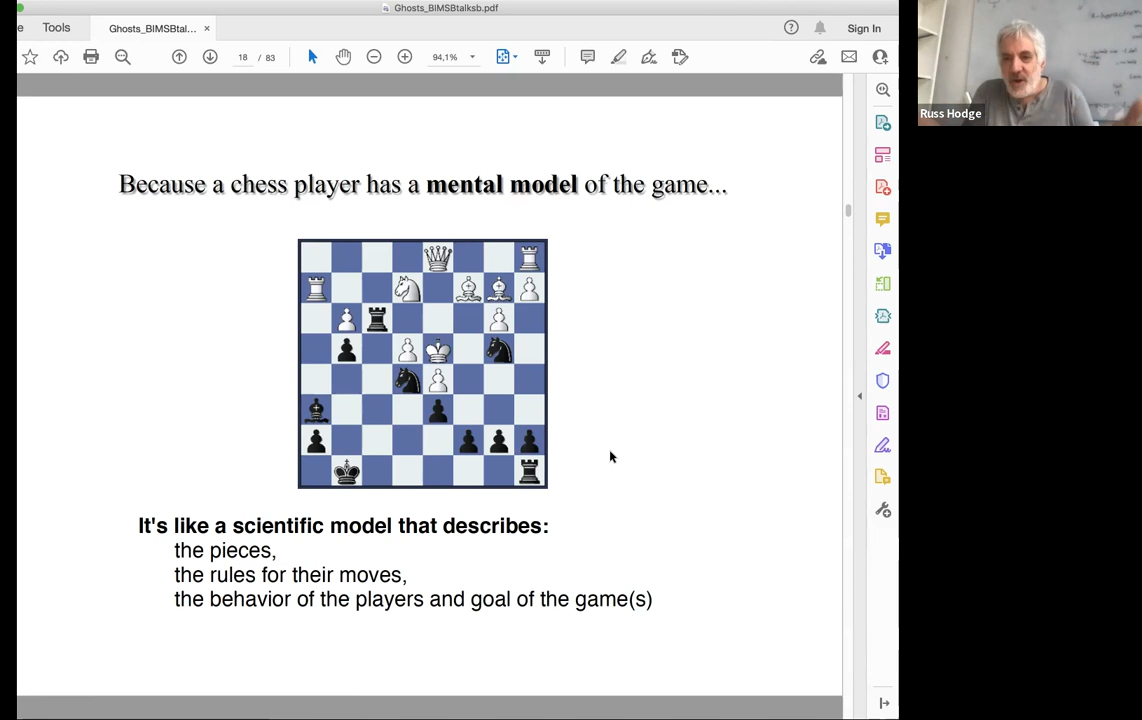 Ghosts_BIMSBtalksb.pdf
e Tools Ghosts_BIMSBtal... × Sign In
18 / 83 94,1%
Russ Hodge
Because a chess player has a mental model of the game...
It's like a scientific model that describes:
the pieces,
the rules for their moves,
the behavior of the players and goal of the game(s)